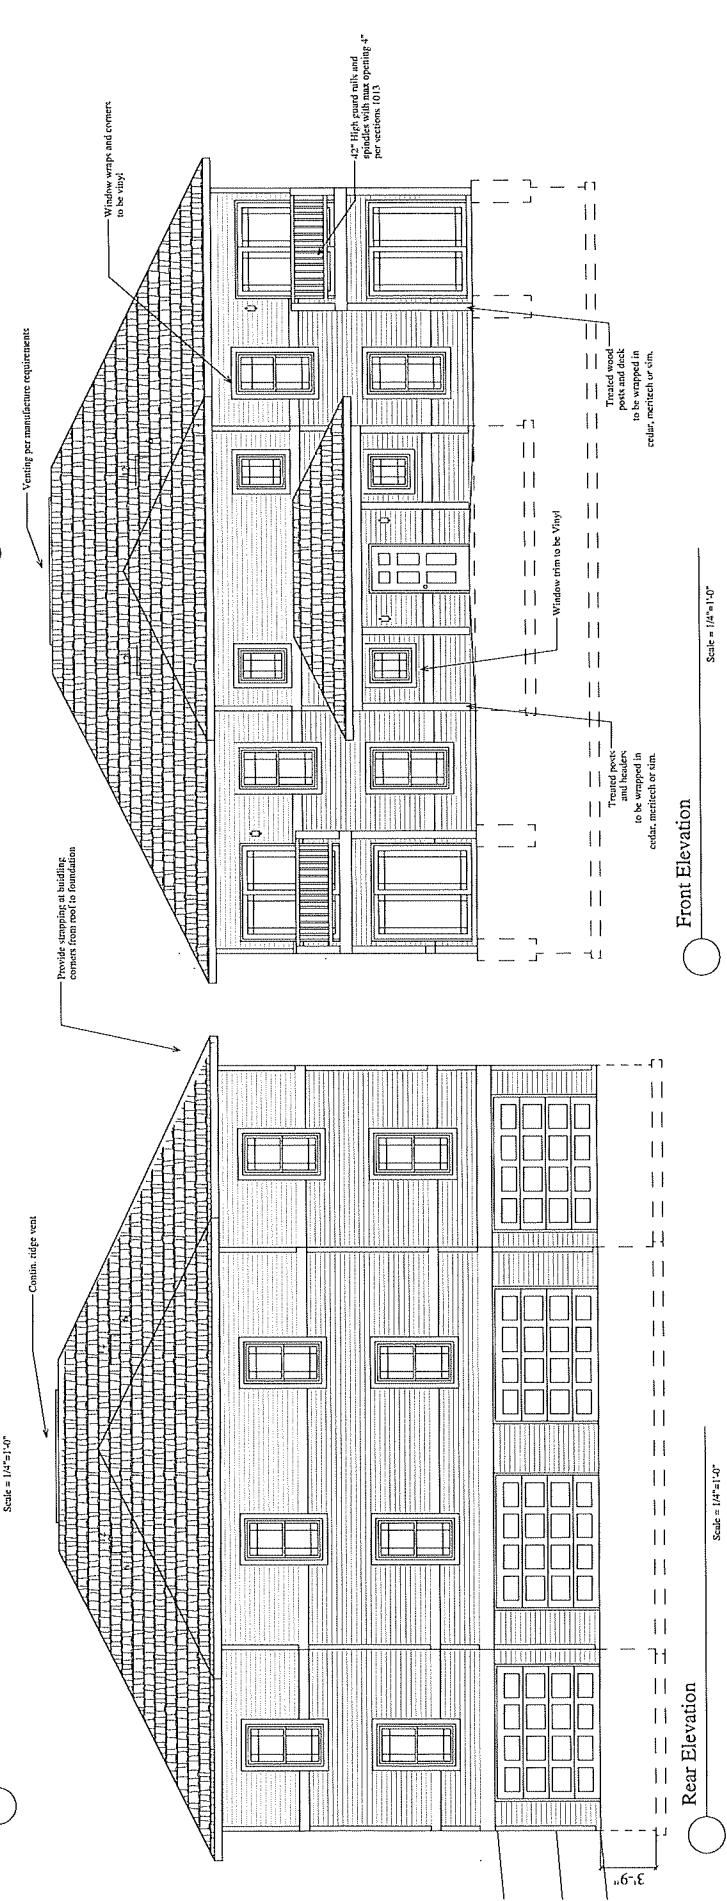 Window wraps and corners
to be vinyl
42" High guard rails and
spindles with max opening 4"
per sections 1013
Venting per manufacture requirements
Treated wood
posts and deck
to be wrapped in
cedar, meritech or sim.
Window trim to be Vinyl
Treated posts
and headers
to be wrapped in
cedar, meritech or sim.
Front Elevation
Scale = 1/4"=1'-0"
Provide strapping at buidling
corners from roof to foundation
Contin. ridge vent
Scale = 1/4"=1'-0"
3'-9"
Rear Elevation
Scale = 1/4"=1'-0"